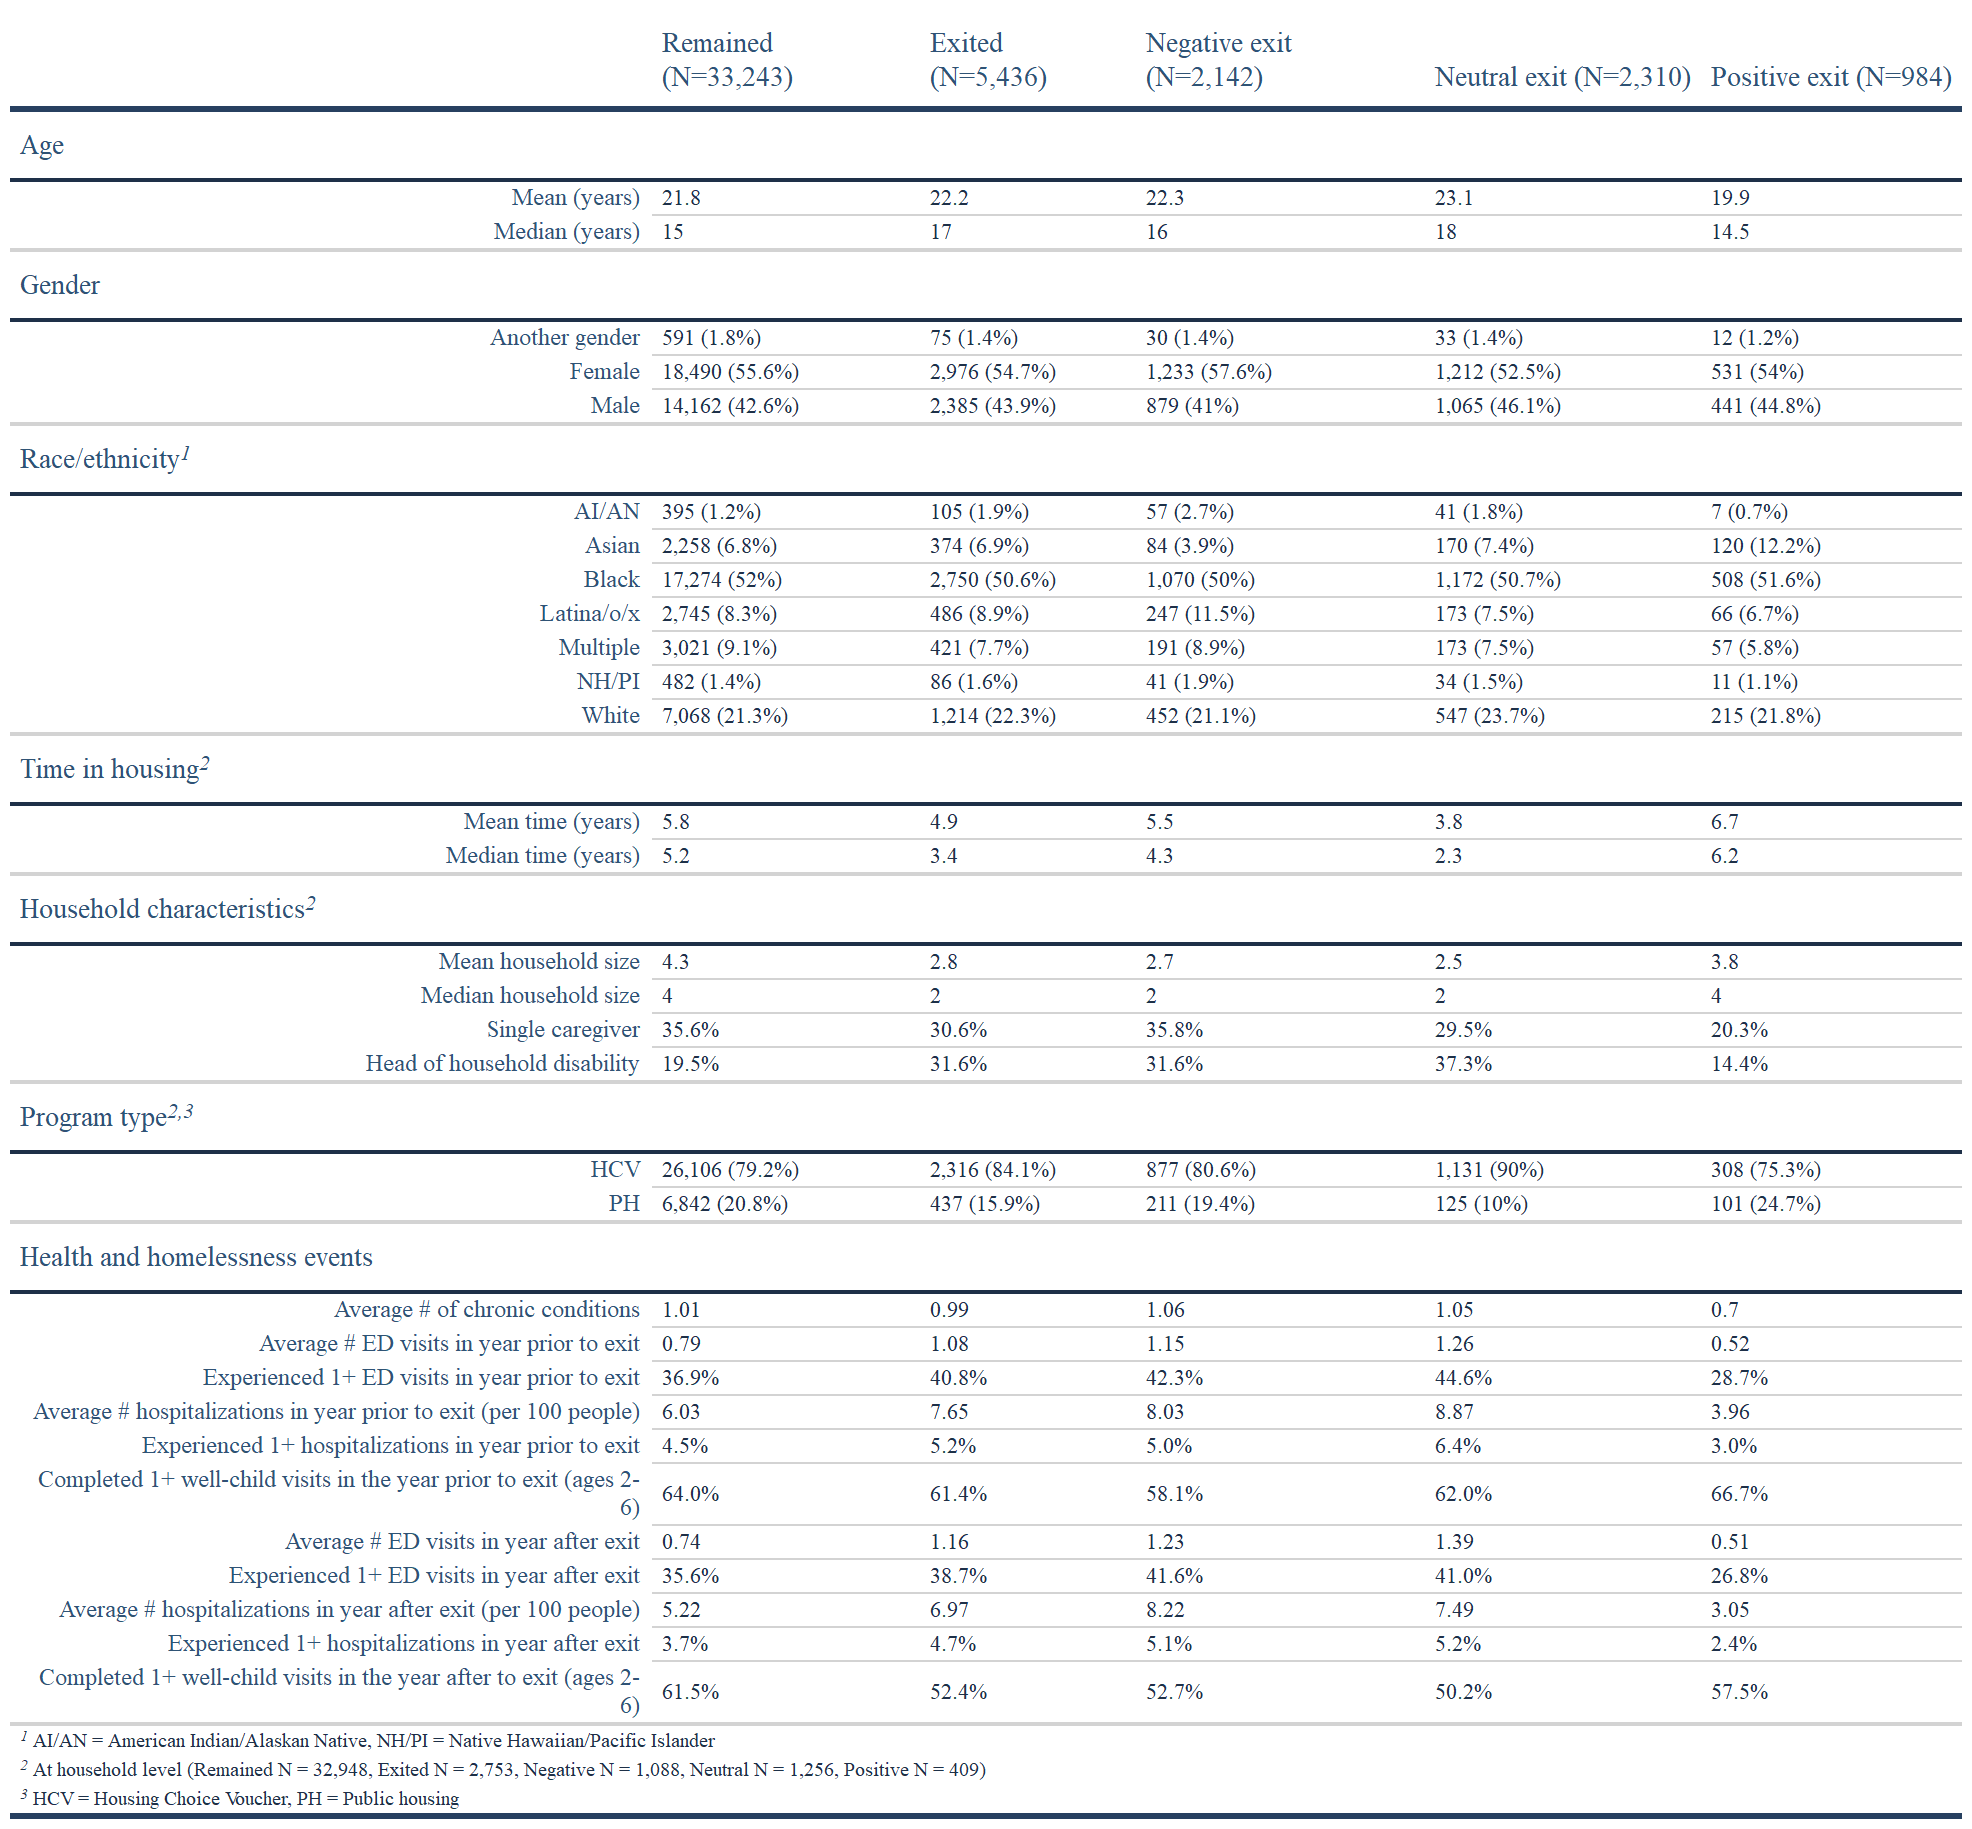 Remained (N=33,243) Exited (N=5,436) Negative exit (N=2,142) Neutral exit (N=2,310) Positive exit (N=984)
Age
Mean (years) 21.8 22.2 22.3 23.1 19.9
Median (years) 15 17 16 18 14.5
Gender
Another gender 591 (1.8%) 75 (1.4%) 30 (1.4%) 33 (1.4%) 12 (1.2%)
Female 18,490 (55.6%) 2,976 (54.7%) 1,233 (57.6%) 1,212 (52.5%) 531 (54%)
Male 14,162 (42.6%) 2,385 (43.9%) 879 (41%) 1,065 (46.1%) 441 (44.8%)
Race/ethnicity1
AI/AN 395 (1.2%) 105 (1.9%) 57 (2.7%) 41 (1.8%) 7 (0.7%)
Asian 2,258 (6.8%) 374 (6.9%) 84 (3.9%) 170 (7.4%) 120 (12.2%)
Black 17,274 (52%) 2,750 (50.6%) 1,070 (50%) 1,172 (50.7%) 508 (51.6%)
Latina/o/x 2,745 (8.3%) 486 (8.9%) 247 (11.5%) 173 (7.5%) 66 (6.7%)
Multiple 3,021 (9.1%) 421 (7.7%) 191 (8.9%) 173 (7.5%) 57 (5.8%)
NH/PI 482 (1.4%) 86 (1.6%) 41 (1.9%) 34 (1.5%) 11 (1.1%)
White 7,068 (21.3%) 1,214 (22.3%) 452 (21.1%) 547 (23.7%) 215 (21.8%)
Time in housing2
Mean time (years) 5.8 4.9 5.5 3.8 6.7
Median time (years) 5.2 3.4 4.3 2.3 6.2
Household characteristics2
Mean household size 4.3 2.8 2.7 2.5 3.8
Median household size 4 2 2 2 4
Single caregiver 35.6% 30.6% 35.8% 29.5% 20.3%
Head of household disability 19.5% 31.6% 31.6% 37.3% 14.4%
Program type2,3
HCV 26,106 (79.2%) 2,316 (84.1%) 877 (80.6%) 1,131 (90%) 308 (75.3%)
PH 6,842 (20.8%) 437 (15.9%) 211 (19.4%) 125 (10%) 101 (24.7%)
Health and homelessness events
Average # of chronic conditions 1.01 0.99 1.06 1.05 0.7
Average # ED visits in year prior to exit 0.79 1.08 1.15 1.26 0.52
Experienced 1+ ED visits in year prior to exit 36.9% 40.8% 42.3% 44.6% 28.7%
Average # hospitalizations in year prior to exit (per 100 people) 6.03 7.65 8.03 8.87 3.96
Experienced 1+ hospitalizations in year prior to exit 4.5% 5.2% 5.0% 6.4% 3.0%
Completed 1+ well-child visits in the year prior to exit (ages 2-
6) 64.0% 61.4% 58.1% 62.0% 66.7%
Average # ED visits in year after exit 0.74 1.16 1.23 1.39 0.51
Experienced 1+ ED visits in year after exit 35.6% 38.7% 41.6% 41.0% 26.8%
Average # hospitalizations in year after exit (per 100 people) 5.22 6.97 8.22 7.49 3.05
Experienced 1+ hospitalizations in year after exit 3.7% 4.7% 5.1% 5.2% 2.4%
Completed 1+ well-child visits in the year after to exit (ages 2-
6) 61.5% 52.4% 52.7% 50.2% 57.5%
1 AI/AN = American Indian/Alaskan Native, NH/PI = Native Hawaiian/Pacific Islander
2 At household level (Remained N = 32,948, Exited N = 2,753, Negative N = 1,088, Neutral N = 1,256, Positive N = 409)
3 HCV = Housing Choice Voucher, PH = Public housing